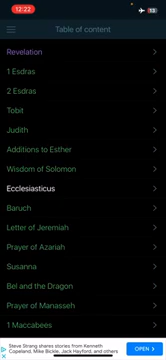 12:22
13
Table of content
Revelation
1 Esdras
2 Esdras
Tobit
Judith
Additions to Esther
Wisdom of Solomon
Ecclesiasticus
Baruch
Letter of Jeremiah
Prayer of Azariah
Susanna
Bel and the Dragon
Prayer of Manasseh
1 Maccabees
Steve Strang shares stories from Kenneth
Copeland, Mike Bickle, Jack Hayford, and others
OPEN